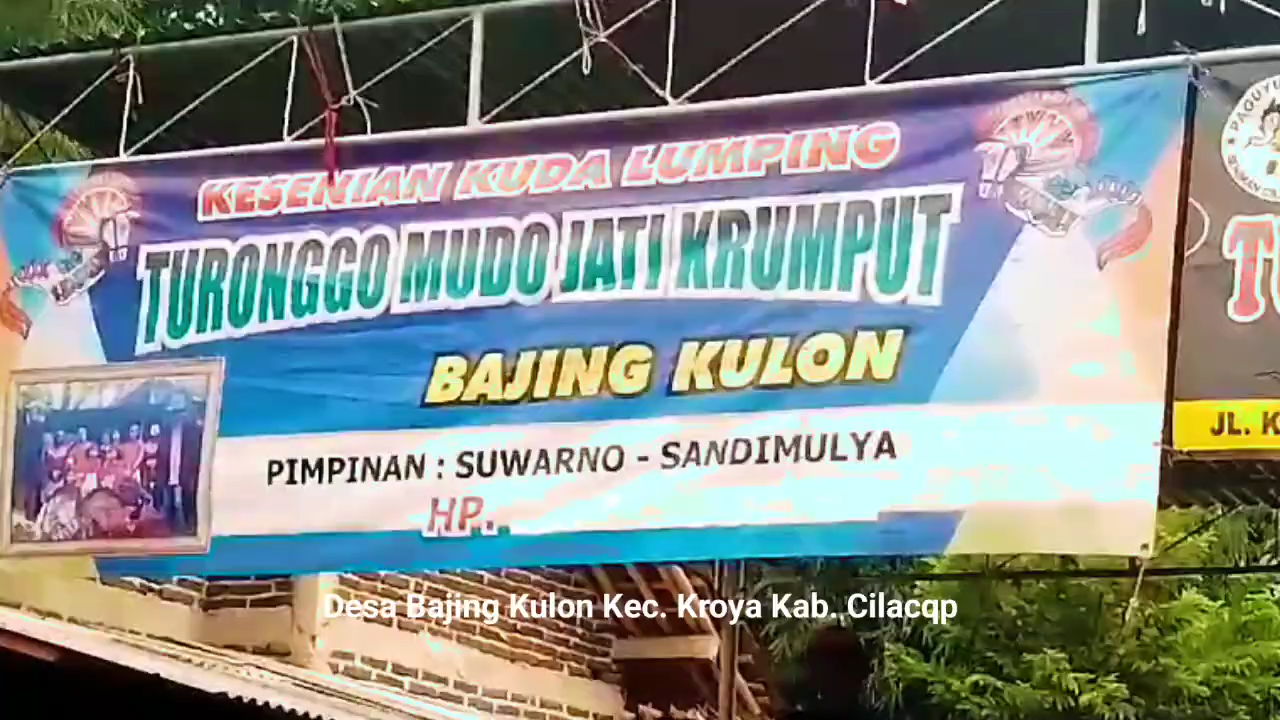 KESENIAN KUDA LUMPING
TURONGGO MUDO JATI KRUMPUT
BAJING KULON
PIMPINAN : SUWARNO - SANDIMULYA
HP..
JL. K
Desa Bajing Kulon Kec. Kroya Kab. Cilacqp